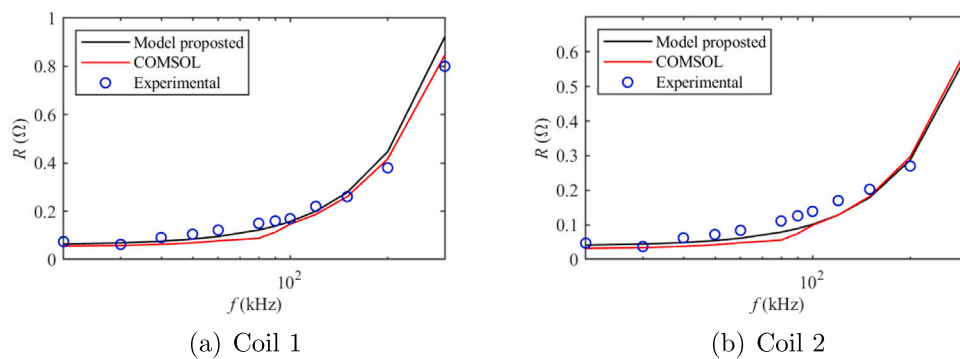 1
0.8
0.6
0.4
0.2
0
R (Ω)
Model proposted
COMSOL
Experimental
10²
f (kHz)
(a) Coil 1
0.6
0.5
0.4
0.3
0.2
0.1
0
R (Ω)
Model proposted
COMSOL
Experimental
10²
f (kHz)
(b) Coil 2